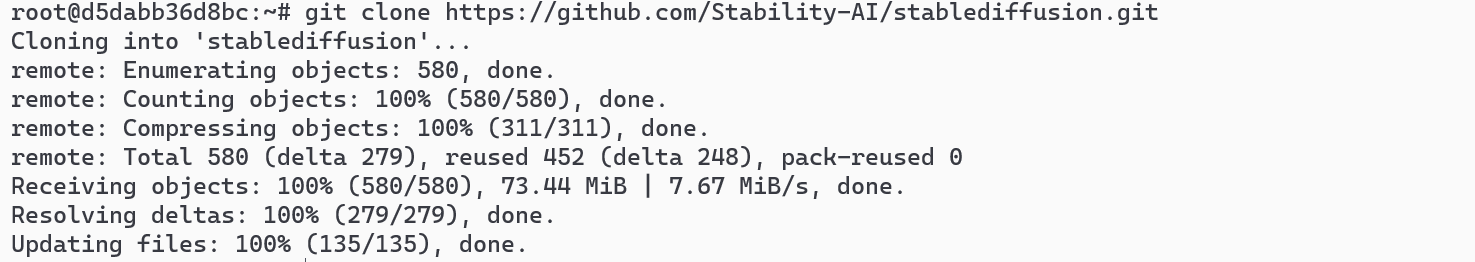 root@d5dabb36d8bc:~# git clone https://github.com/Stability-AI/stablediffusion.git
Cloning into 'stablediffusion'...
remote: Enumerating objects: 580, done.
remote: Counting objects: 100% (580/580), done.
remote: Compressing objects: 100% (311/311), done.
remote: Total 580 (delta 279), reused 452 (delta 248), pack-reused 0
Receiving objects: 100% (580/580), 73.44 MiB | 7.67 MiB/s, done.
Resolving deltas: 100% (279/279), done.
Updating files: 100% (135/135), done.